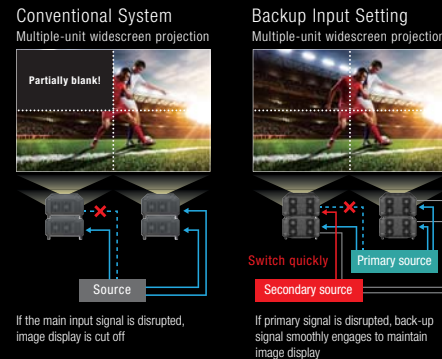 Conventional System
Multiple-unit widescreen projection
Partially blank!
Source
If the main input signal is disrupted,
image display is cut off
Backup Input Setting
Multiple-unit widescreen projection
Switch quickly
Primary source
Secondary source
If primary signal is disrupted, back-up
signal smoothly engages to maintain
image display